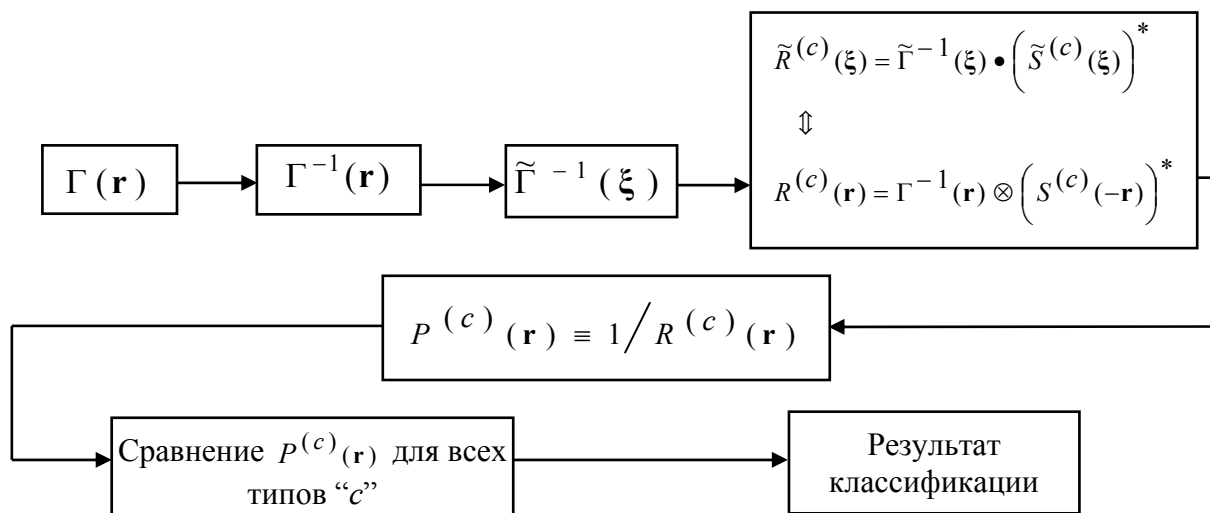 Γ(𝐫)
Γ⁻¹(𝐫)
Γ̃⁻¹(𝛏)
R̃⁽ᶜ⁾(𝛏) = Γ̃⁻¹(𝛏) • (S̃⁽ᶜ⁾(𝛏))*
⇕
R⁽ᶜ⁾(𝐫) = Γ⁻¹(𝐫) ⊗ (S⁽ᶜ⁾(−𝐫))*
P⁽ᶜ⁾(𝐫) ≡ 1/R⁽ᶜ⁾(𝐫)
Сравнение P⁽ᶜ⁾(𝐫) для всех
типов “c”
Результат
классификации